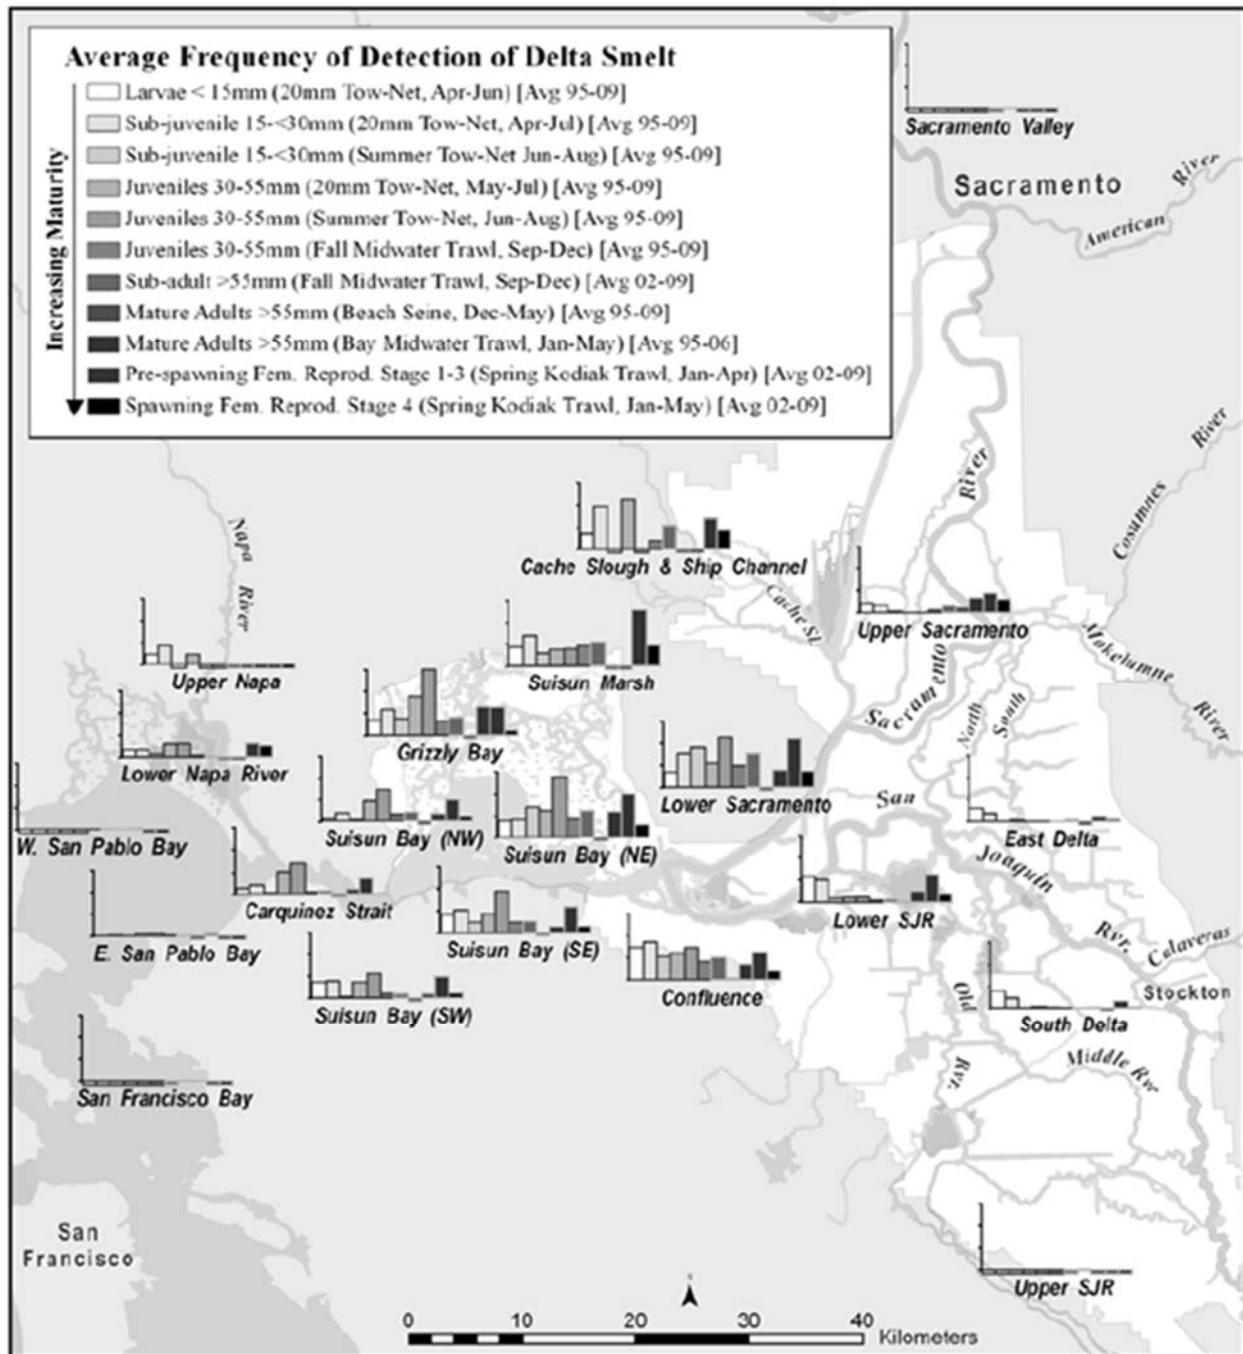 Average Frequency of Detection of Delta Smelt
Increasing Maturity
Larvae < 15mm (20mm Tow-Net, Apr-Jun) [Avg 95-09]
Sub-juvenile 15-<30mm (20mm Tow-Net, Apr-Jul) [Avg 95-09]
Sub-juvenile 15-<30mm (Summer Tow-Net Jun-Aug) [Avg 95-09]
Juveniles 30-55mm (20mm Tow-Net, May-Jul) [Avg 95-09]
Juveniles 30-55mm (Summer Tow-Net, Jun-Aug) [Avg 95-09]
Juveniles 30-55mm (Fall Midwater Trawl, Sep-Dec) [Avg 95-09]
Sub-adult >55mm (Fall Midwater Trawl, Sep-Dec) [Avg 02-09]
Mature Adults >55mm (Beach Seine, Dec-May) [Avg 95-09]
Mature Adults >55mm (Bay Midwater Trawl, Jan-May) [Avg 95-06]
Pre-spawning Fem. Reprod. Stage 1-3 (Spring Kodiak Trawl, Jan-Apr) [Avg 02-09]
Spawning Fem. Reprod. Stage 4 (Spring Kodiak Trawl, Jan-May) [Avg 02-09]
Sacramento Valley
Sacramento
American River
Cosumnes River
River
Napa River
Cache Slough & Ship Channel
Cache Sl.
Upper Sacramento
Mokelumne River
Sacramento
North
South
Upper Napa
Suisun Marsh
Grizzly Bay
Lower Napa River
Lower Sacramento
San
Joaquin
Rvr.
W. San Pablo Bay
Suisun Bay (NW)
Suisun Bay (NE)
East Delta
Carquinez Strait
Lower SJR
E. San Pablo Bay
Suisun Bay (SE)
Calaveras
Stockton
Confluence
Old
Rvr.
Suisun Bay (SW)
South Delta
Middle Rvr
San Francisco Bay
San
Francisco
Upper SJR
0 10 20 30 40
Kilometers